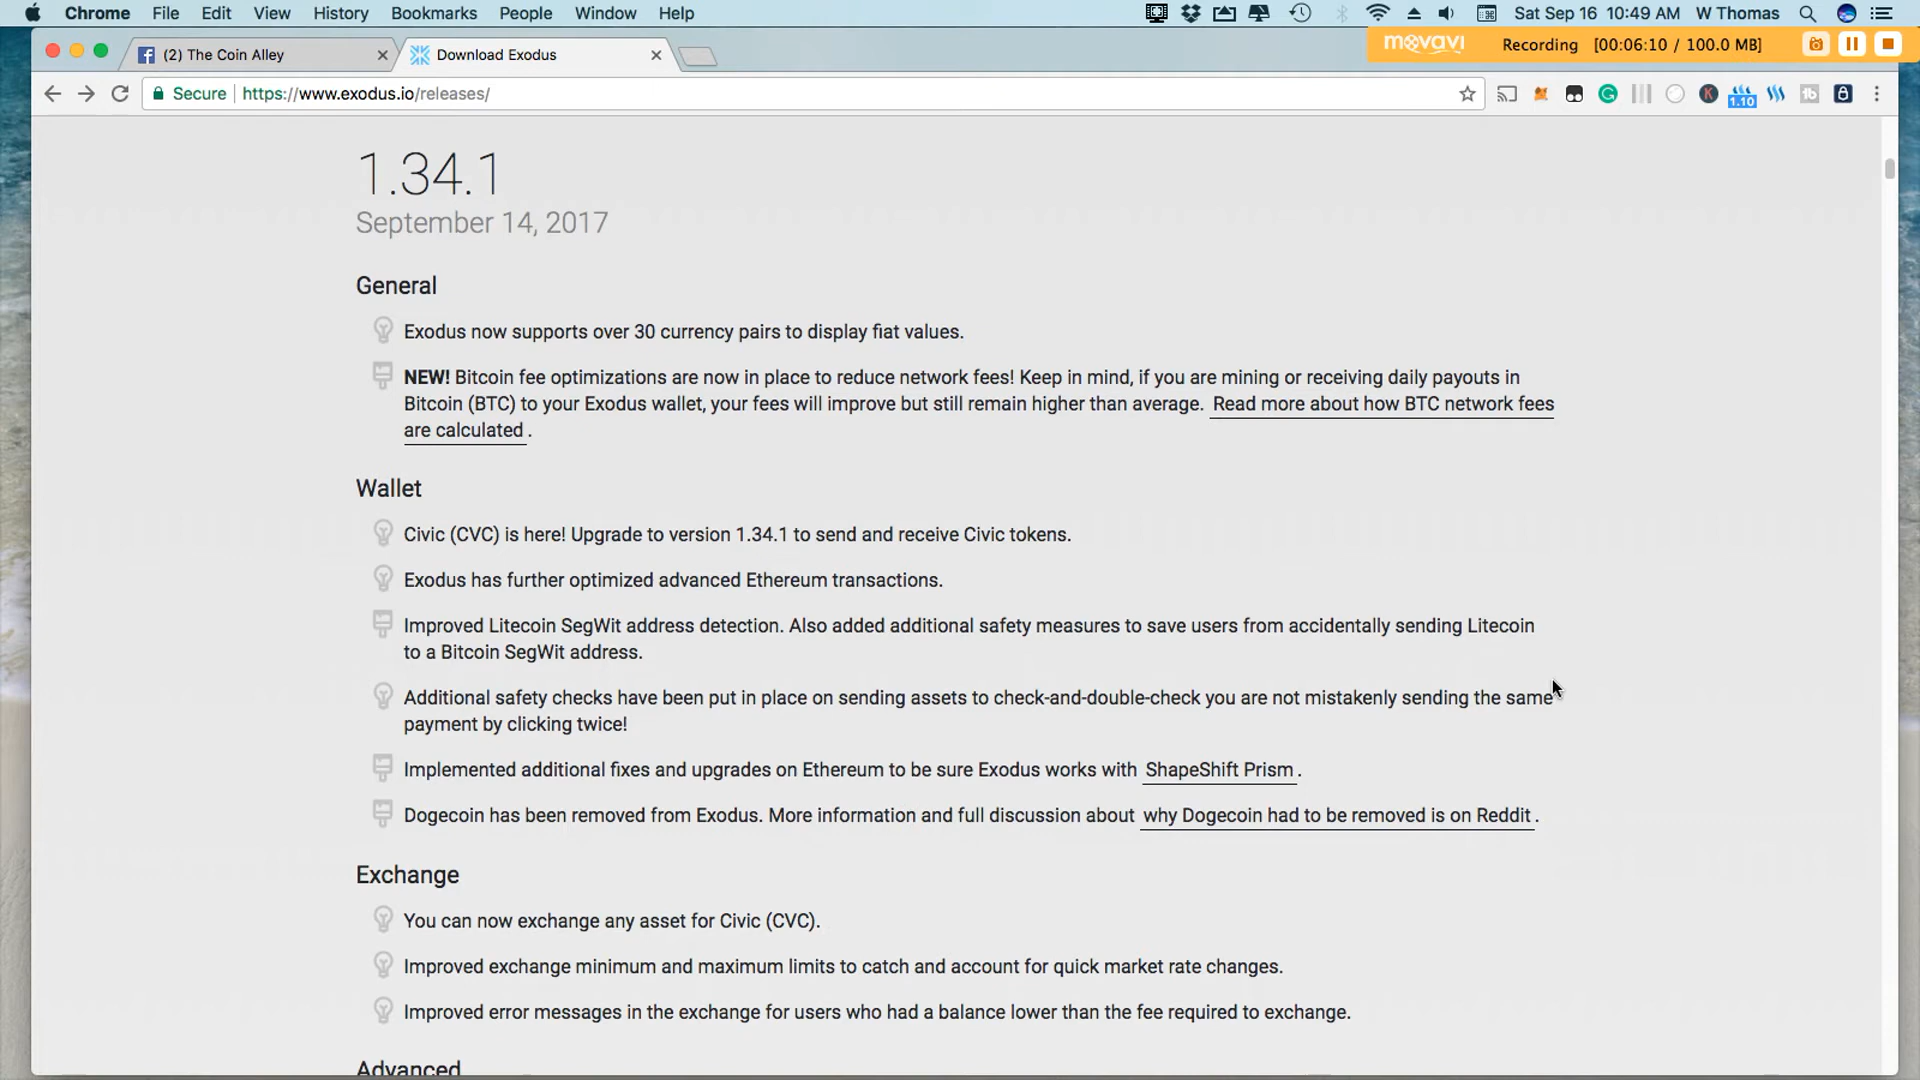 Chrome File Edit View History Bookmarks People Window Help Sat Sep 16 10:49 AM W Thomas
(2) The Coin Alley Download Exodus movavi Recording [00:06:10 / 100.0 MB]
Secure https://www.exodus.io/releases/ 1.10
1.34.1
September 14, 2017
General
Exodus now supports over 30 currency pairs to display fiat values.
NEW! Bitcoin fee optimizations are now in place to reduce network fees! Keep in mind, if you are mining or receiving daily payouts in
Bitcoin (BTC) to your Exodus wallet, your fees will improve but still remain higher than average. Read more about how BTC network fees
are calculated .
Wallet
Civic (CVC) is here! Upgrade to version 1.34.1 to send and receive Civic tokens.
Exodus has further optimized advanced Ethereum transactions.
Improved Litecoin SegWit address detection. Also added additional safety measures to save users from accidentally sending Litecoin
to a Bitcoin SegWit address.
Additional safety checks have been put in place on sending assets to check-and-double-check you are not mistakenly sending the same
payment by clicking twice!
Implemented additional fixes and upgrades on Ethereum to be sure Exodus works with ShapeShift Prism .
Dogecoin has been removed from Exodus. More information and full discussion about why Dogecoin had to be removed is on Reddit .
Exchange
You can now exchange any asset for Civic (CVC).
Improved exchange minimum and maximum limits to catch and account for quick market rate changes.
Improved error messages in the exchange for users who had a balance lower than the fee required to exchange.
Advanced